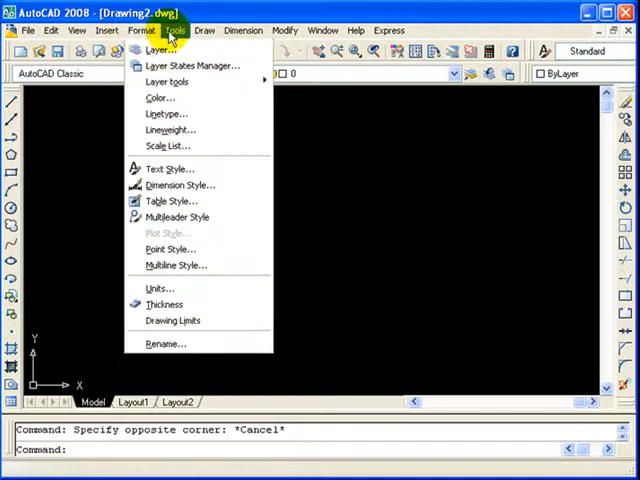 AutoCAD 2008 - [Drawing2.dwg]
File Edit View Insert Format Tools Draw Dimension Modify Window Help Express
Standard
AutoCAD Classic
0
ByLayer
Layer...
Layer States Manager...
Layer tools
Color...
Linetype...
Lineweight...
Scale List...
Text Style...
Dimension Style...
Table Style...
Multileader Style
Plot Style...
Point Style...
Multiline Style...
Units...
Thickness
Drawing Limits
Rename...
Y
X
Model Layout1 Layout2
Command: Specify opposite corner: *Cancel*
Command: